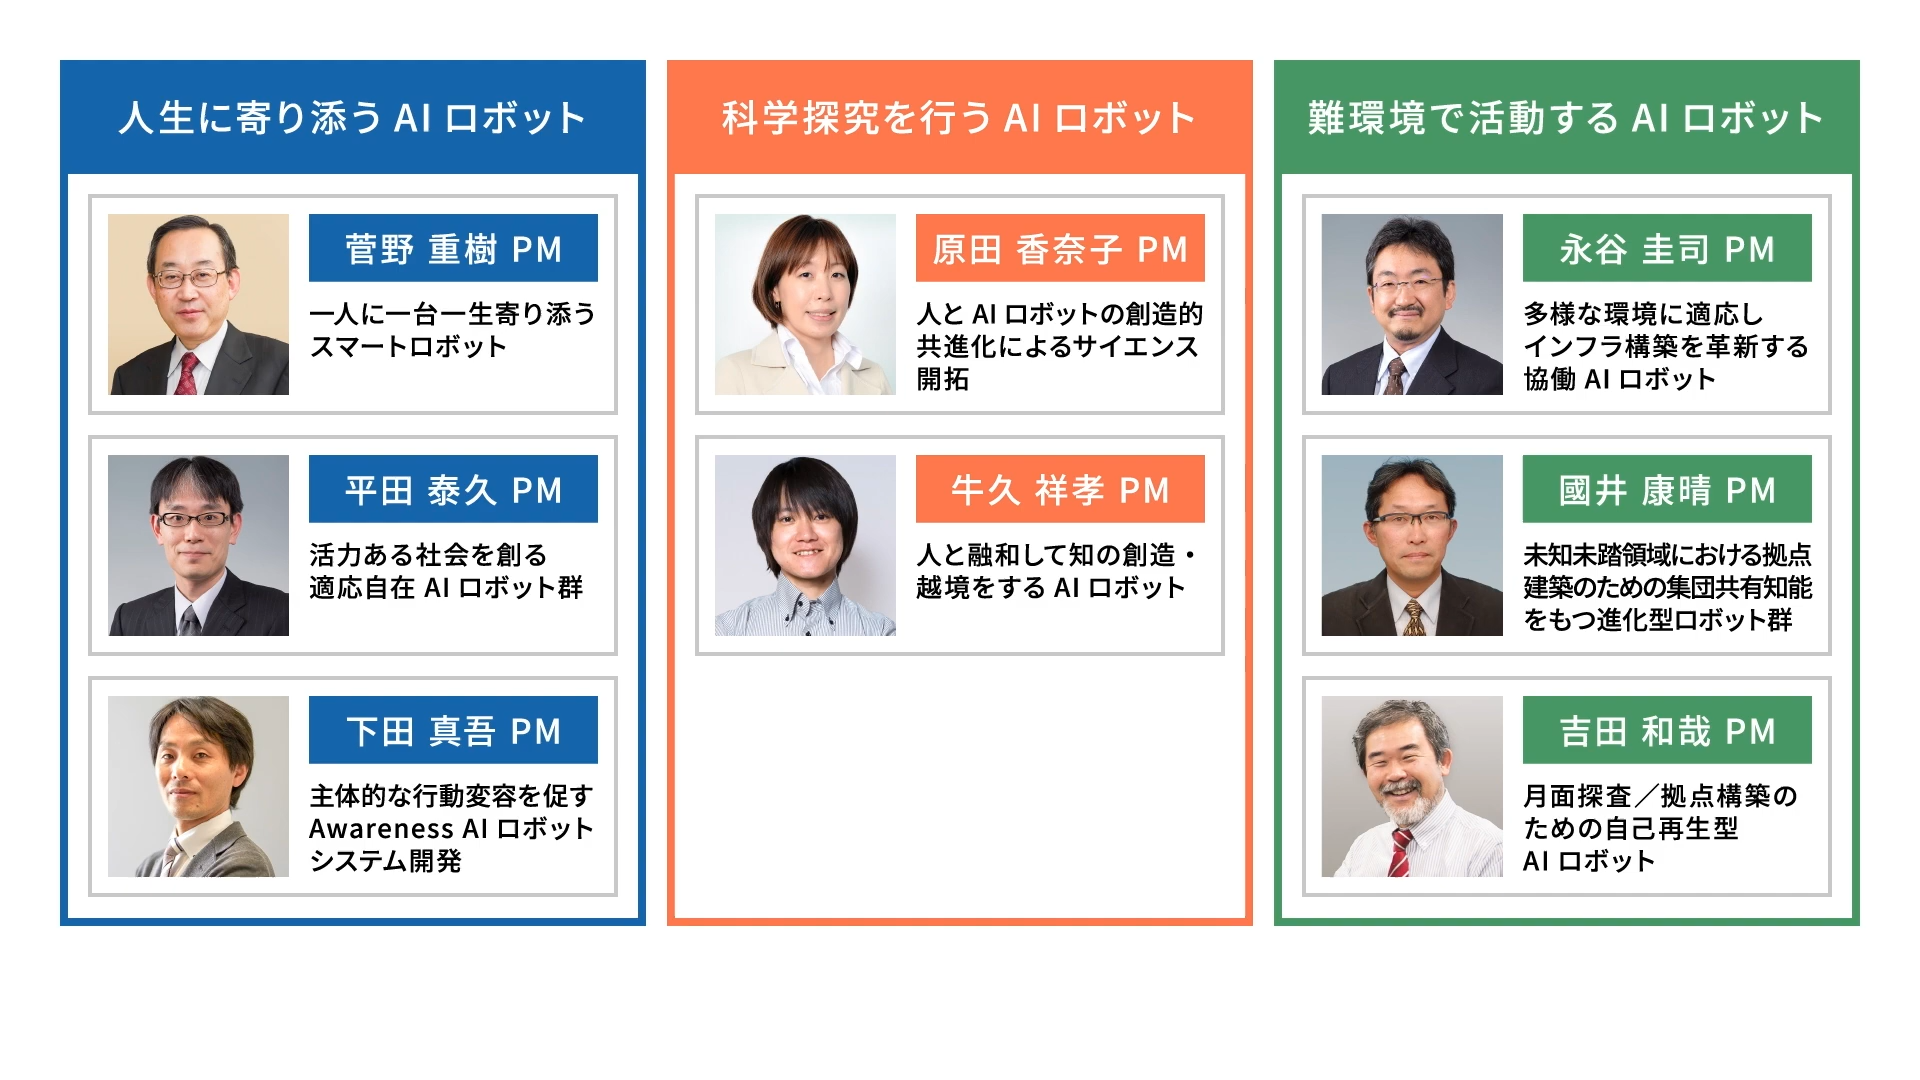 人生に寄り添う AI ロボット
菅野 重樹 PM
一人に一台一生寄り添う
スマートロボット
平田 泰久 PM
活力ある社会を創る
適応自在 AI ロボット群
下田 真吾 PM
主体的な行動変容を促す
Awareness AI ロボット
システム開発
科学探究を行う AI ロボット
原田 香奈子 PM
人と AI ロボットの創造的
共進化によるサイエンス
開拓
牛久 祥孝 PM
人と融和して知の創造・
越境をする AI ロボット
難環境で活動する AI ロボット
永谷 圭司 PM
多様な環境に適応し
インフラ構築を革新する
協働 AI ロボット
國井 康晴 PM
未知未踏領域における拠点
建築のための集団共有知能
をもつ進化型ロボット群
吉田 和哉 PM
月面探査／拠点構築の
ための自己再生型
AI ロボット